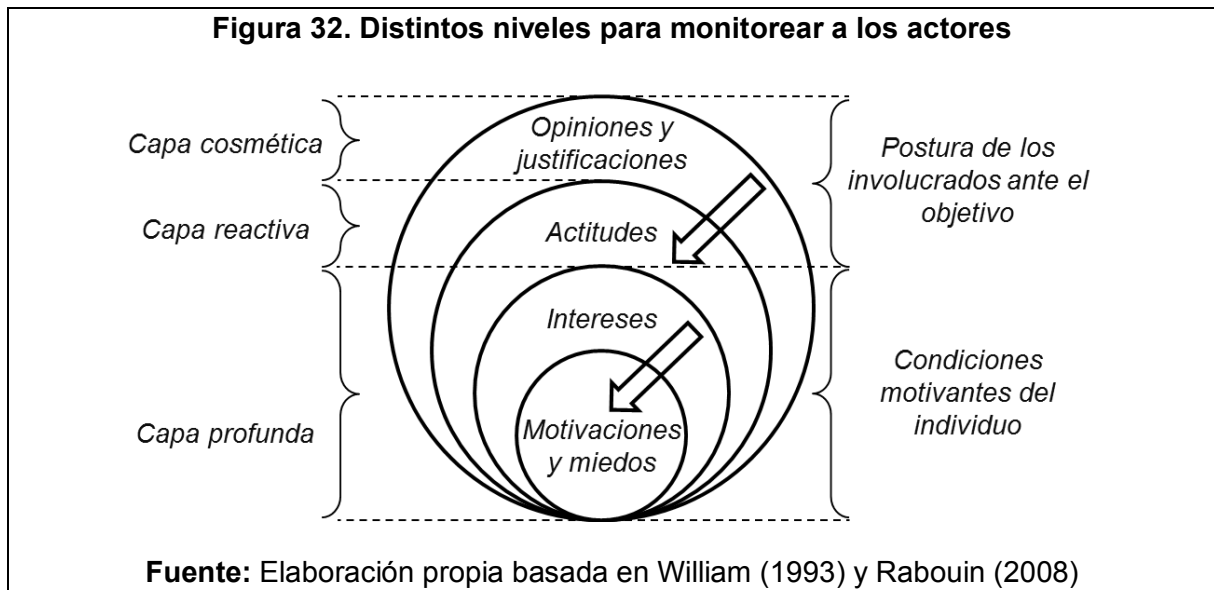 Figura 32. Distintos niveles para monitorear a los actores
Capa cosmética
Capa reactiva
Capa profunda
Opiniones y
justificaciones
Actitudes
Intereses
Motivaciones
y miedos
Postura de los
involucrados ante el
objetivo
Condiciones
motivantes del
individuo
Fuente: Elaboración propia basada en William (1993) y Rabouin (2008)